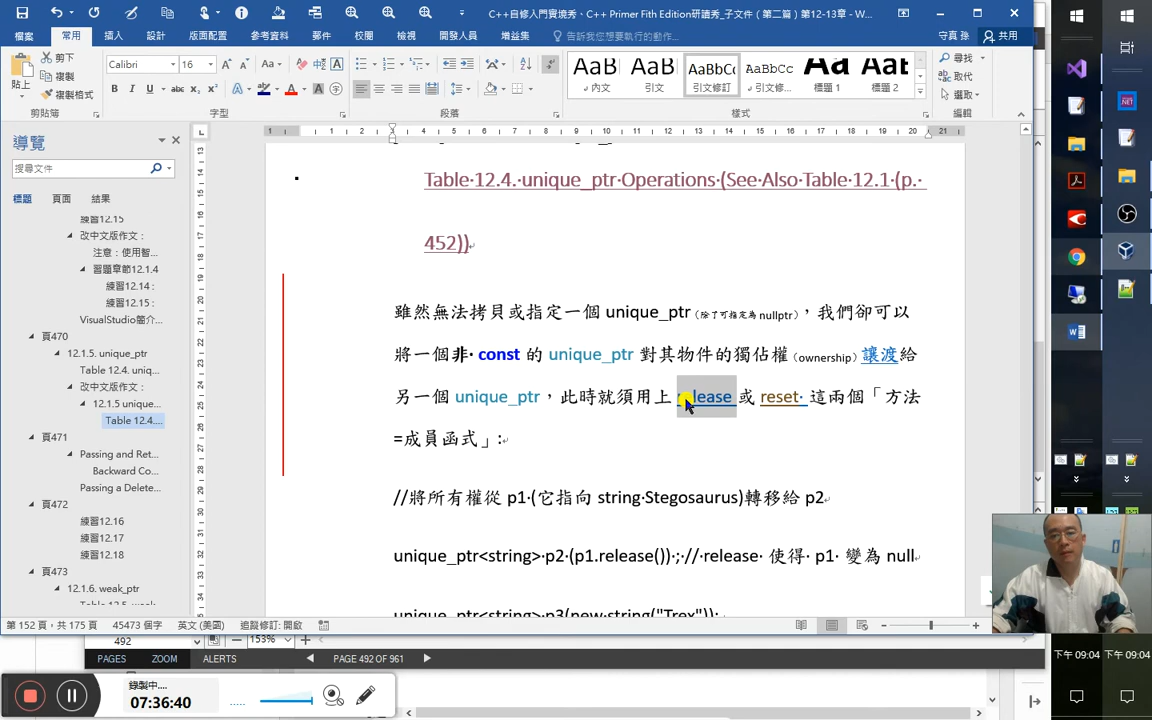 C++自修入門實境秀、C++ Primer Fith Edition研讀秀_子文件（第二篇）第12-13章 - W...
檔案 常用 插入 設計 版面配置 參考資料 郵件 校閱 檢視 開發人員 增益集 告訴我您想要執行的動作... 守真 孫 共用
貼上 剪下 複製 複製格式 剪貼簿
Calibri 16 字型
段落
AaBb AaBb AaBbCc AaBbCc AaB AaB
內文 引文 引文修訂 引文修... 標題 1 標題 2
樣式
尋找 取代 選取 編輯
導覽
搜尋文件
標題 頁面 結果
練習12.15
改中文版作文：
注意：使用智...
習題章節12.1.4
練習12.14：
練習12.15：
VisualStudio簡介...
頁470
12.1.5. unique_ptr
Table 12.4. uniq...
改中文版作文：
12.1.5 unique...
Table 12.4....
頁471
Passing and Ret...
Backward Co...
Passing a Delete...
頁472
練習12.16
練習12.17
練習12.18
頁473
12.1.6. weak_ptr
Table 12.5. weak...
Table 12.4. unique_ptr Operations (See Also Table 12.1 (p.
452))
雖然無法拷貝或指定一個 unique_ptr（除了可指定為 nullptr），我們卻可以
將一個非 const 的 unique_ptr 對其物件的獨佔權（ownership）讓渡給
另一個 unique_ptr，此時就須用上 release 或 reset 這兩個「方法
=成員函式」：
//將所有權從 p1 (它指向 string Stegosaurus)轉移給 p2
unique_ptr<string> p2 (p1.release()) ; // release 使得 p1 變為 null
unique_ptr<string> p3(new string("Trex"));
第 152 頁，共 175 頁 45473 個字 英文 (美國) 追蹤修訂: 開啟 153%
492
PAGES ZOOM ALERTS PAGE 492 OF 961
錄製中....
07:36:40
下午 09:04 下午 09:04